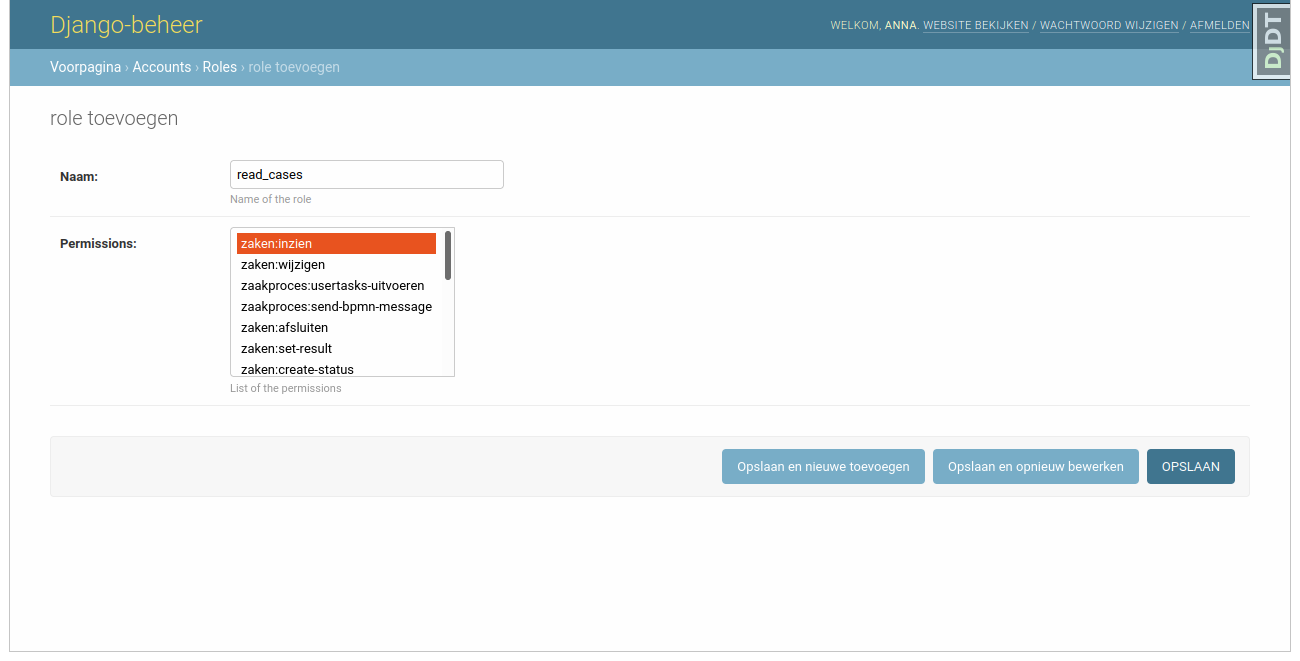 Django-beheer
WELKOM, ANNA. WEBSITE BEKIJKEN / WACHTWOORD WIJZIGEN / AFMELDEN
DjDT
Voorpagina › Accounts › Roles › role toevoegen
role toevoegen
Naam:
read_cases
Name of the role
Permissions:
zaken:inzien
zaken:wijzigen
zaakproces:usertasks-uitvoeren
zaakproces:send-bpmn-message
zaken:afsluiten
zaken:set-result
zaken:create-status
List of the permissions
Opslaan en nieuwe toevoegen
Opslaan en opnieuw bewerken
OPSLAAN